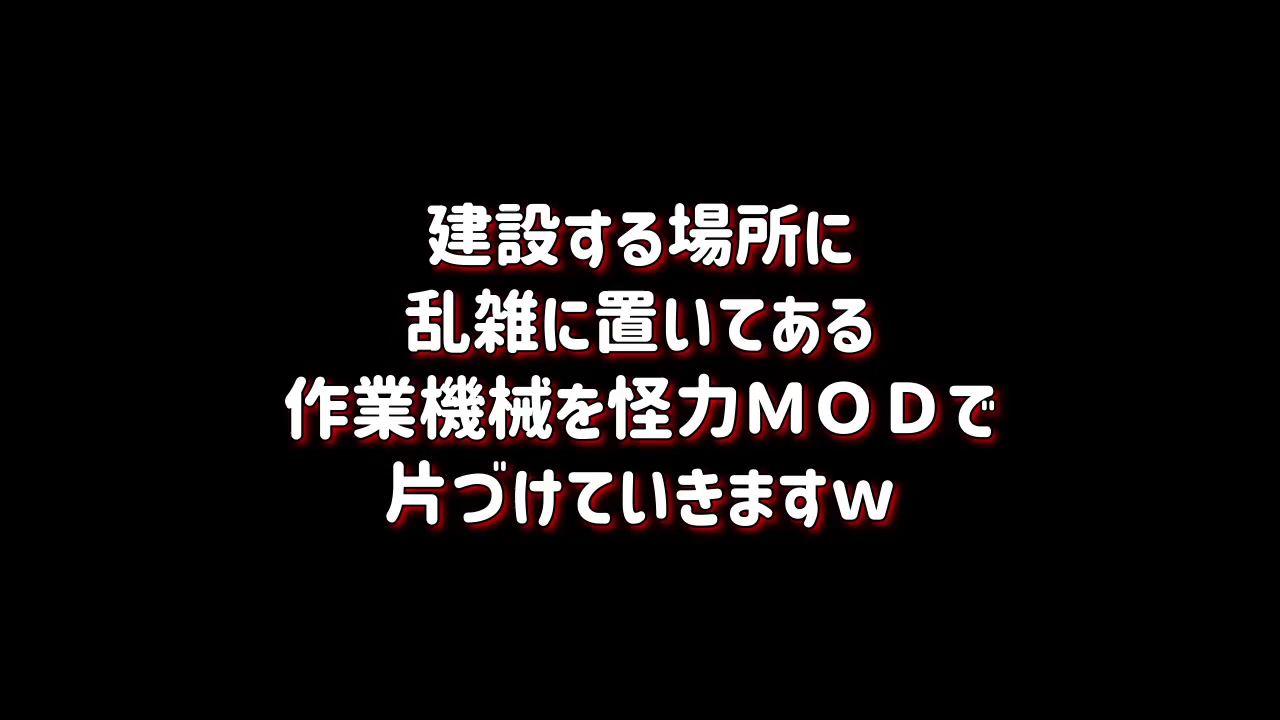 建設する場所に
乱雑に置いてある
作業機械を怪力ＭＯＤで
片づけていきますｗ